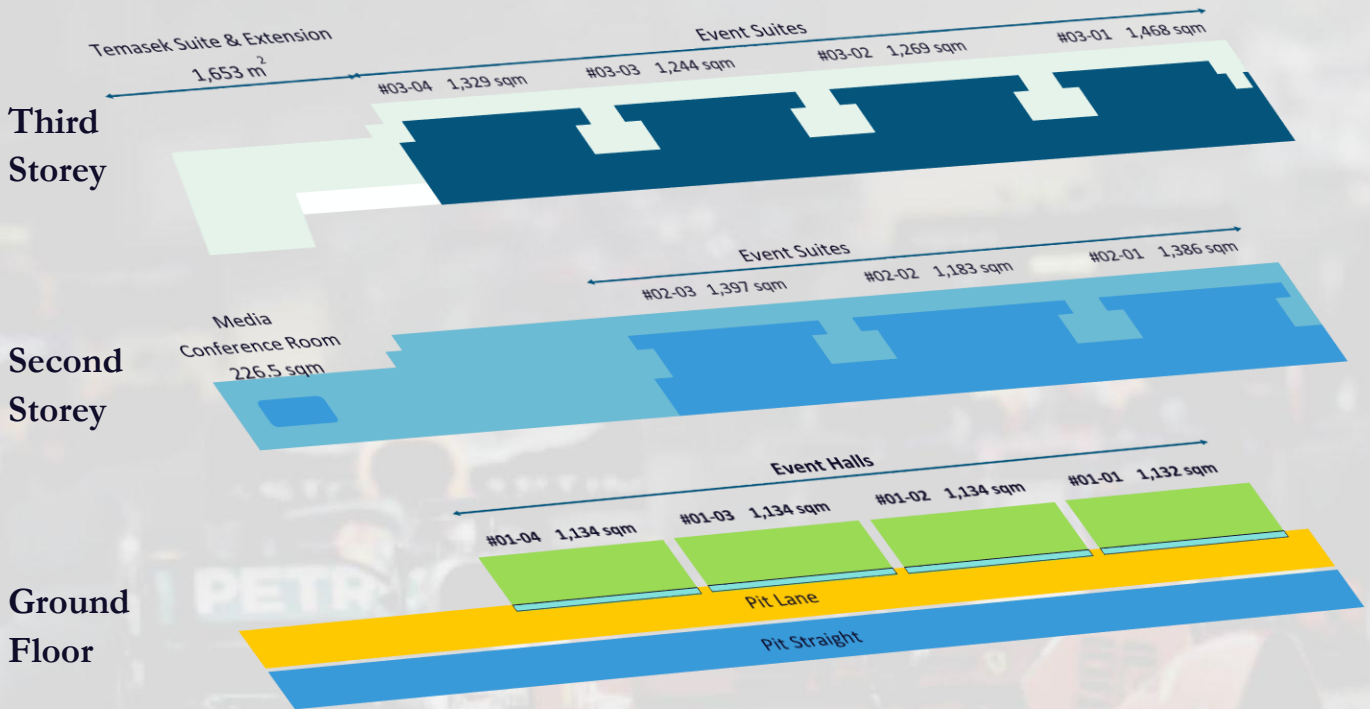 Temasek Suite & Extension
1,653 m²
Event Suites
#03-04 1,329 sqm
#03-03 1,244 sqm
#03-02 1,269 sqm
#03-01 1,468 sqm
Third
Storey
Event Suites
#02-03 1,397 sqm
#02-02 1,183 sqm
#02-01 1,386 sqm
Media
Conference Room
226.5 sqm
Second
Storey
Event Halls
#01-04 1,134 sqm
#01-03 1,134 sqm
#01-02 1,134 sqm
#01-01 1,132 sqm
Pit Lane
Pit Straight
Ground
Floor
PETR